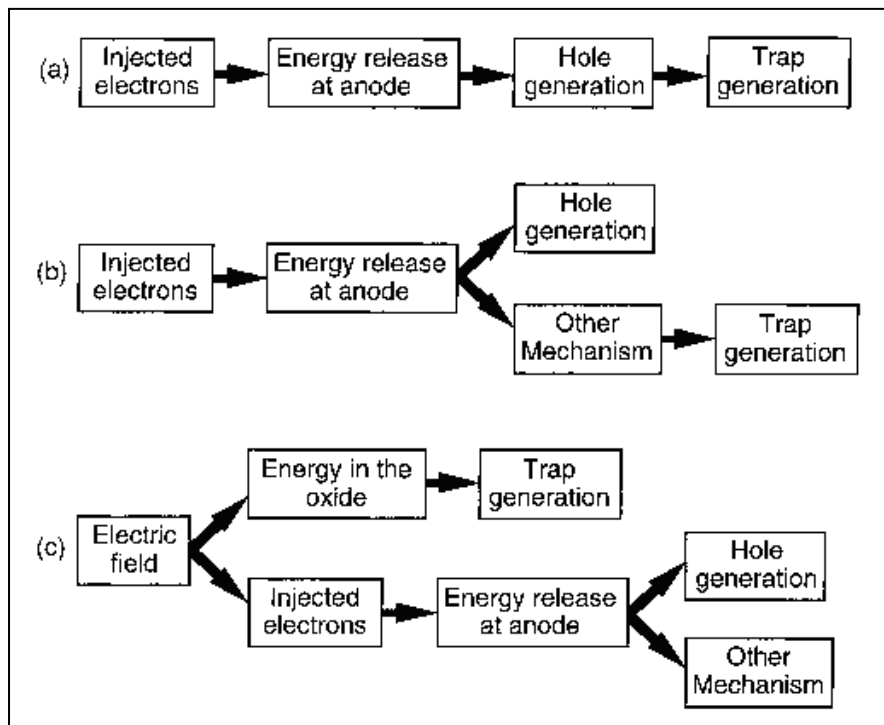 (a)
Injected
electrons
Energy release
at anode
Hole
generation
Trap
generation
(b)
Injected
electrons
Energy release
at anode
Hole
generation
Other
Mechanism
Trap
generation
(c)
Electric
field
Energy in the
oxide
Trap
generation
Injected
electrons
Energy release
at anode
Hole
generation
Other
Mechanism